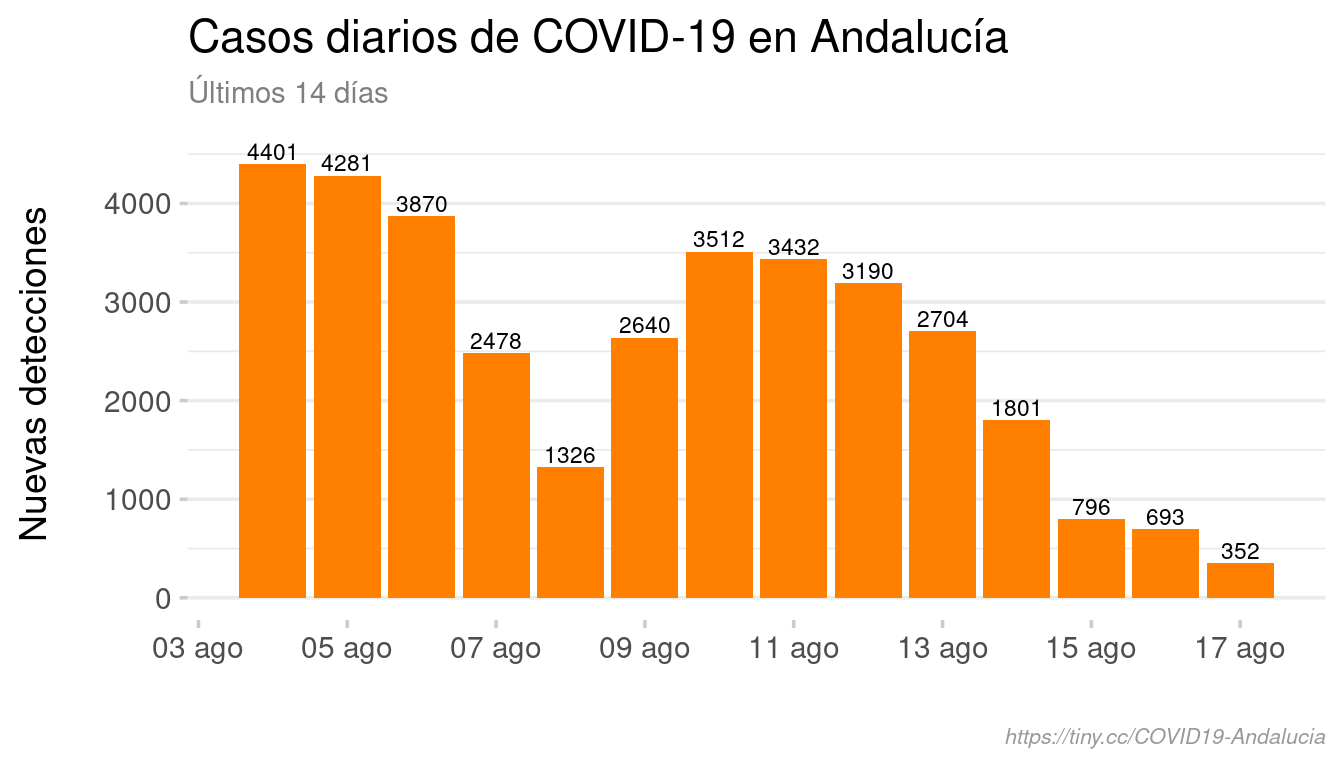 Casos diarios de COVID-19 en Andalucía
Últimos 14 días
Nuevas detecciones
4000
3000
2000
1000
0
4401
4281
3870
2478
1326
2640
3512
3432
3190
2704
1801
796
693
352
03 ago
05 ago
07 ago
09 ago
11 ago
13 ago
15 ago
17 ago
https://tiny.cc/COVID19-Andalucia